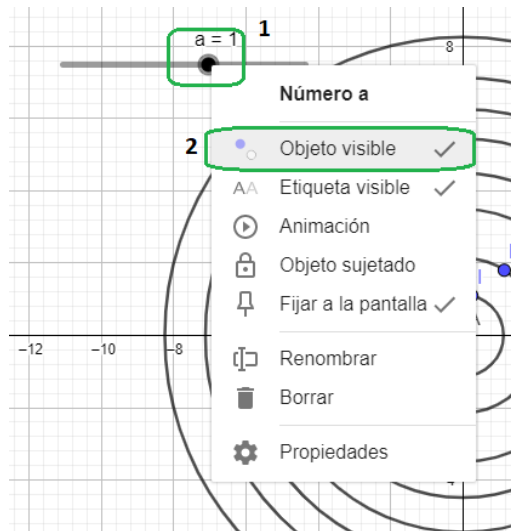 1
a = 1
8
Número a
2
Objeto visible
AA Etiqueta visible
Animación
Objeto sujetado
Fijar a la pantalla
−12 −10 −8
Renombrar
Borrar
Propiedades